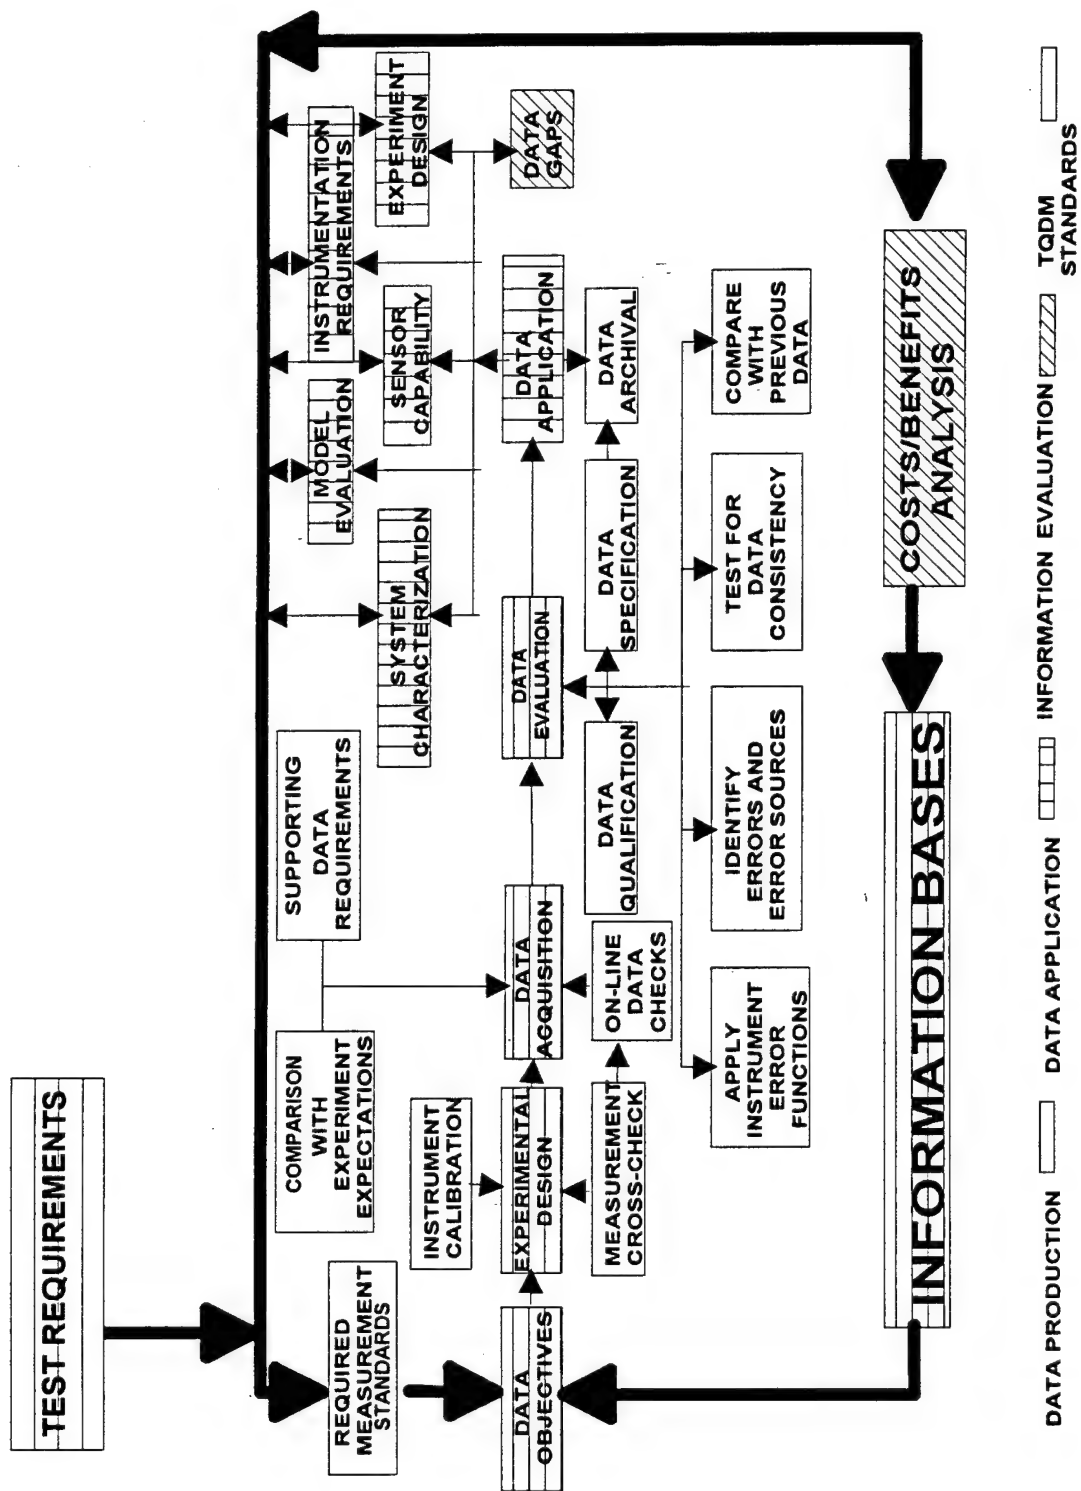 TEST REQUIREMENTS
REQUIRED
MEASUREMENT
STANDARDS
COMPARISON
WITH
EXPERIMENT
EXPECTATIONS
SUPPORTING
DATA
REQUIREMENTS
SYSTEM
CHARACTERIZATION
MODEL
EVALUATION
SENSOR
CAPABILITY
INSTRUMENTATION
REQUIREMENTS
EXPERIMENT
DESIGN
INSTRUMENT
CALIBRATION
DATA
OBJECTIVES
EXPERIMENTAL
DESIGN
DATA
ACQUISITION
DATA
EVALUATION
DATA
APPLICATION
DATA
GAPS
MEASUREMENT
CROSS-CHECK
ON-LINE
DATA
CHECKS
DATA
QUALIFICATION
DATA
SPECIFICATION
DATA
ARCHIVAL
APPLY
INSTRUMENT
ERROR
FUNCTIONS
IDENTIFY
ERRORS AND
ERROR SOURCES
TEST FOR
DATA
CONSISTENCY
COMPARE
WITH
PREVIOUS
DATA
INFORMATION BASES
COSTS/BENEFITS
ANALYSIS
DATA PRODUCTION
DATA APPLICATION
INFORMATION EVALUATION
TQDM
STANDARDS